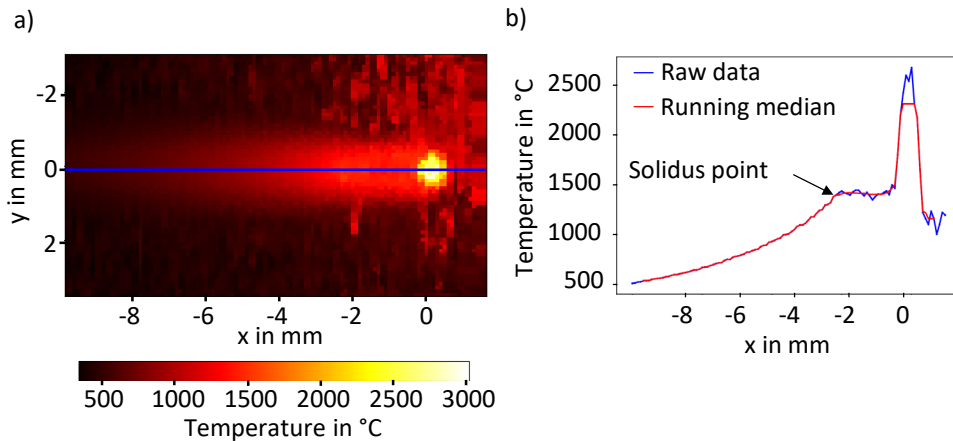 a)
y in mm
-2
0
2
-8 -6 -4 -2 0
x in mm
500 1000 1500 2000 2500 3000
Temperature in °C
b)
Temperature in °C
2500
2000
1500
1000
500
Raw data
Running median
Solidus point
-8 -6 -4 -2 0
x in mm